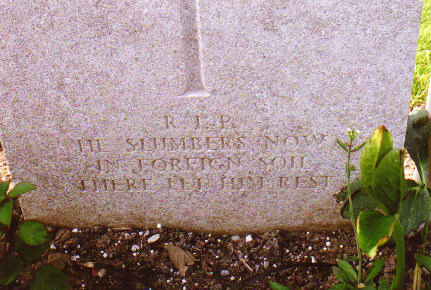 R.I.P.
HE SLUMBERS NOW
IN FOREIGN SOIL
THERE LET HIM REST